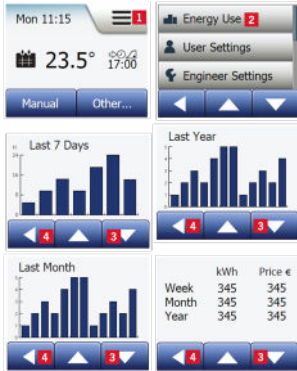 Mon 11:15
1
23.5°
17:00
Manual Other...
Energy Use 2
User Settings
Engineer Settings
Last 7 Days
24
4 3
Last Year
4 3
Last Month
4 3
kWh Price €
Week 345 345
Month 345 345
Year 345 345
4 3